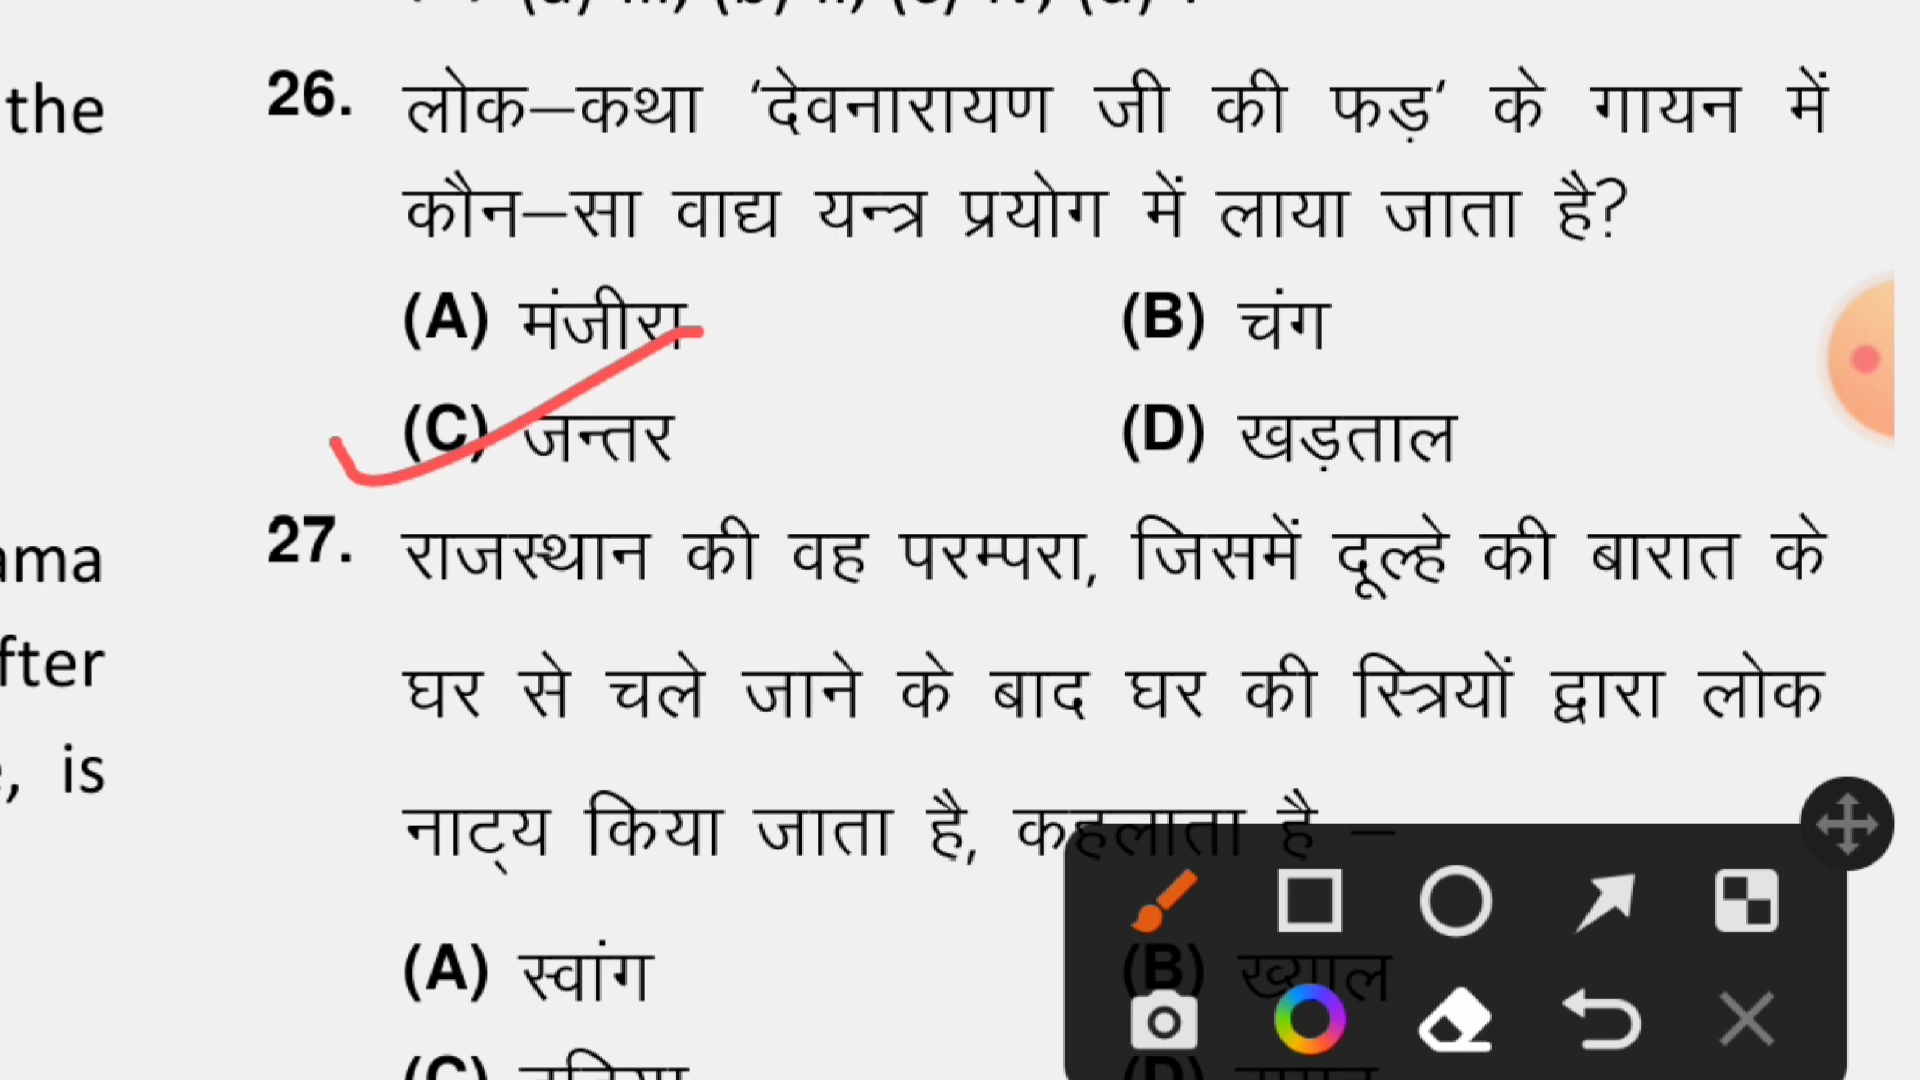 the
26. लोक–कथा 'देवनारायण जी की फड़' के गायन में
कौन–सा वाद्य यन्त्र प्रयोग में लाया जाता है?
(A) मंजीरा (B) चंग
(C) जन्तर (D) खड़ताल
27. राजस्थान की वह परम्परा, जिसमें दूल्हे की बारात के
ama
घर से चले जाने के बाद घर की स्त्रियों द्वारा लोक
fter
, is
नाट्य किया जाता है, कहलाता है –
(A) स्वांग (B) ख्याल
(C) (D)